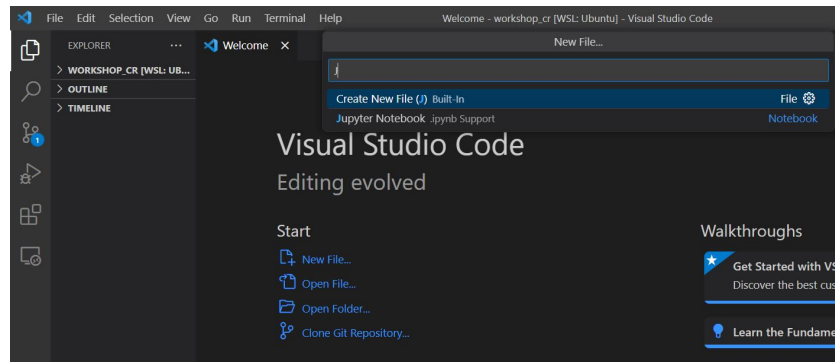 File Edit Selection View Go Run Terminal Help Welcome - workshop_cr [WSL: Ubuntu] - Visual Studio Code
EXPLORER ...
WORKSHOP_CR [WSL: UB...
OUTLINE
TIMELINE
1
Welcome
New File...
J
Create New File (J) Built-In File
Jupyter Notebook .ipynb Support Notebook
Visual Studio Code
Editing evolved
Start
New File...
Open File...
Open Folder...
Clone Git Repository...
Walkthroughs
Get Started with VS
Discover the best cus
Learn the Fundame